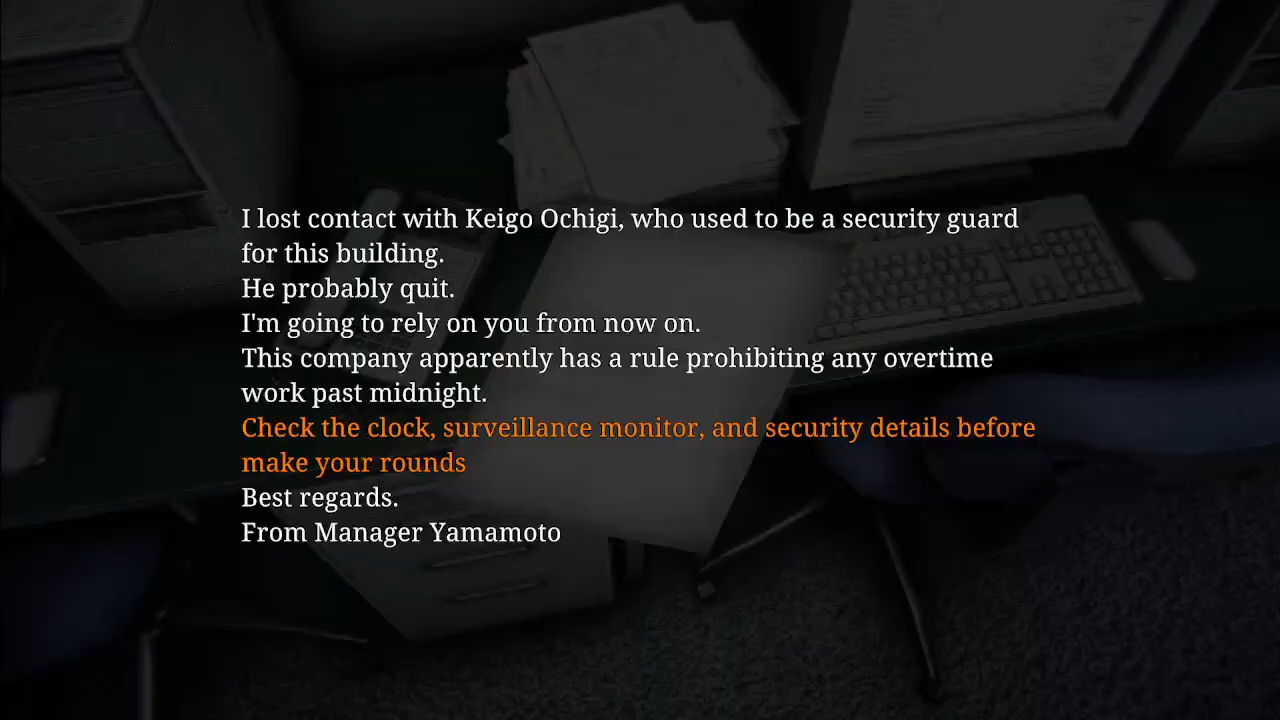 I lost contact with Keigo Ochigi, who used to be a security guard
for this building.
He probably quit.
I'm going to rely on you from now on.
This company apparently has a rule prohibiting any overtime
work past midnight.
Check the clock, surveillance monitor, and security details before
make your rounds
Best regards.
From Manager Yamamoto